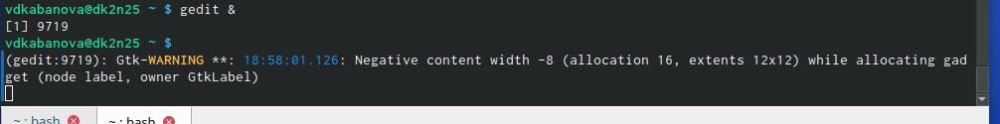 vdkabanova@dk2n25 ~ $ gedit &
[1] 9719
vdkabanova@dk2n25 ~ $
(gedit:9719): Gtk-WARNING **: 18:58:01.126: Negative content width -8 (allocation 16, extents 12x12) while allocating gad
get (node label, owner GtkLabel)
~ : bash ~ : bash